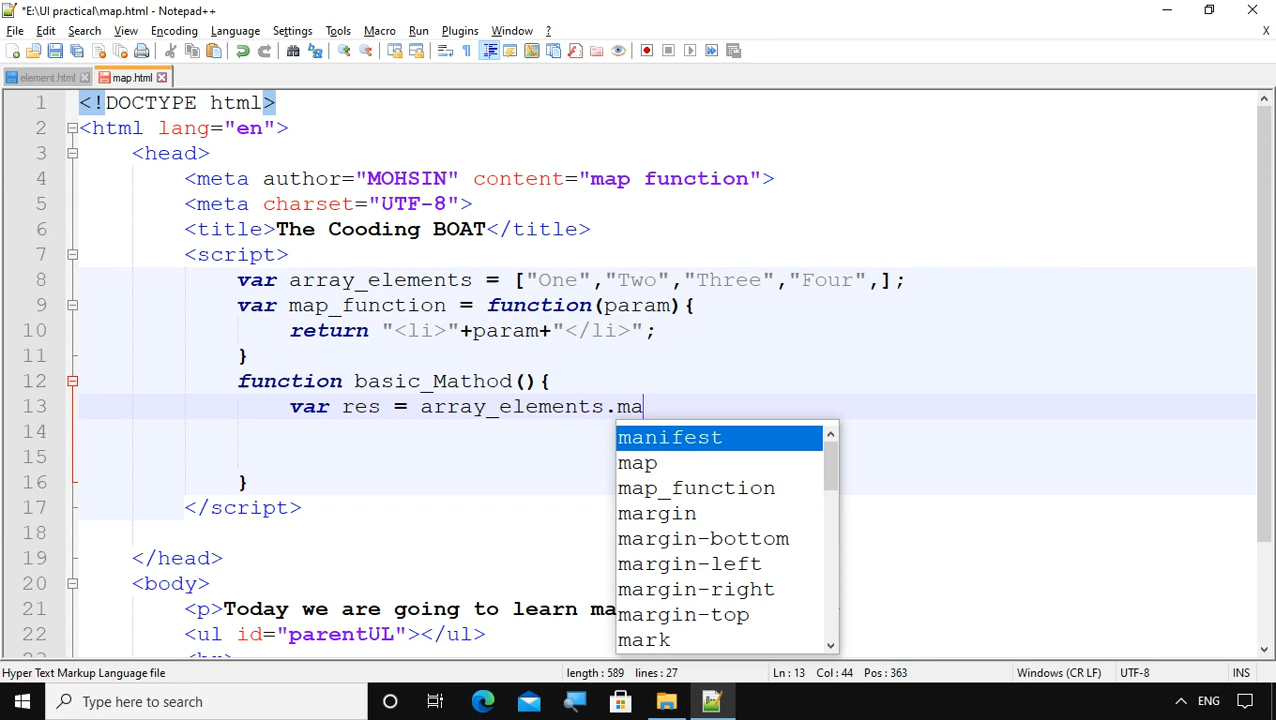 *E:\UI practical\map.html - Notepad++
File Edit Search View Encoding Language Settings Tools Macro Run Plugins Window ? X
element.html map.html
1 <!DOCTYPE html>
2 <html lang="en">
3 <head>
4 <meta author="MOHSIN" content="map function">
5 <meta charset="UTF-8">
6 <title>The Cooding BOAT</title>
7 <script>
8 var array_elements = ["One","Two","Three","Four",];
9 var map_function = function(param){
10 return "<li>"+param+"</li>";
11 }
12 function basic_Mathod(){
13 var res = array_elements.ma
14
15
16 }
17 </script>
18
19 </head>
20 <body>
21 <p>Today we are going to learn ma
22 <ul id="parentUL"></ul>
manifest
map
map_function
margin
margin-bottom
margin-left
margin-right
margin-top
mark
Hyper Text Markup Language file length : 589 lines : 27 Ln : 13 Col : 44 Pos : 363 Windows (CR LF) UTF-8 INS
Type here to search ENG